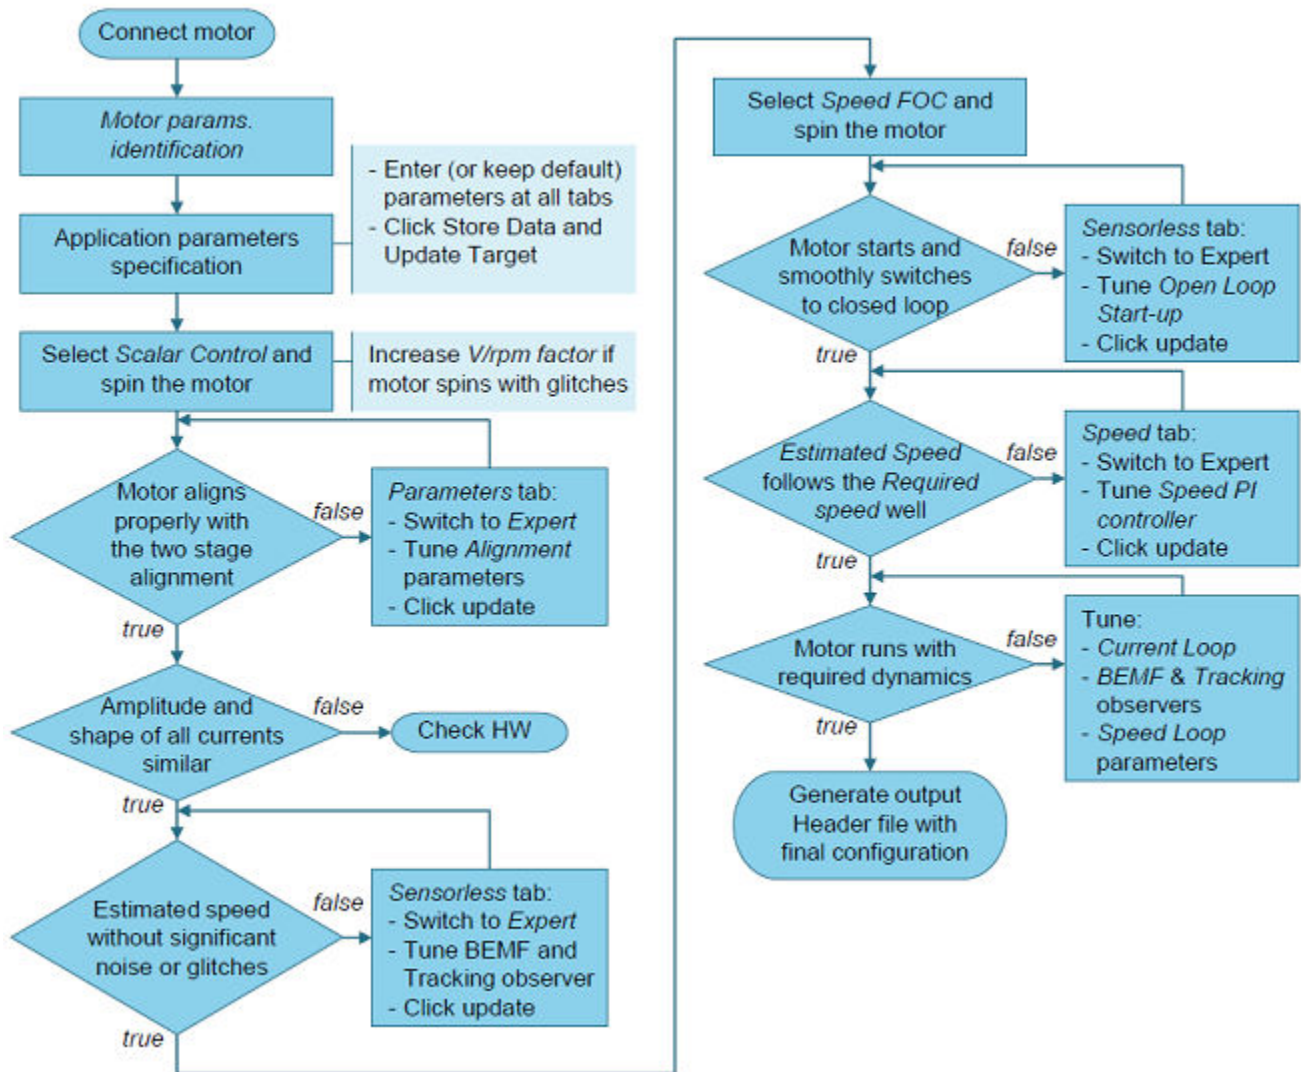 Connect motor
Motor params.
identification
- Enter (or keep default)
parameters at all tabs
- Click Store Data and
Update Target
Application parameters
specification
Select Scalar Control and
spin the motor
Increase V/rpm factor if
motor spins with glitches
Motor aligns
properly with
the two stage
alignment
false
Parameters tab:
- Switch to Expert
- Tune Alignment
parameters
- Click update
true
Amplitude and
shape of all currents
similar
false
Check HW
true
Estimated speed
without significant
noise or glitches
false
Sensorless tab:
- Switch to Expert
- Tune BEMF and
Tracking observer
- Click update
true
Select Speed FOC and
spin the motor
Motor starts and
smoothly switches
to closed loop
false
Sensorless tab:
- Switch to Expert
- Tune Open Loop
Start-up
- Click update
true
Estimated Speed
follows the Required
speed well
false
Speed tab:
- Switch to Expert
- Tune Speed PI
controller
- Click update
true
Motor runs with
required dynamics
false
Tune:
- Current Loop
- BEMF & Tracking
observers
- Speed Loop
parameters
true
Generate output
Header file with
final configuration